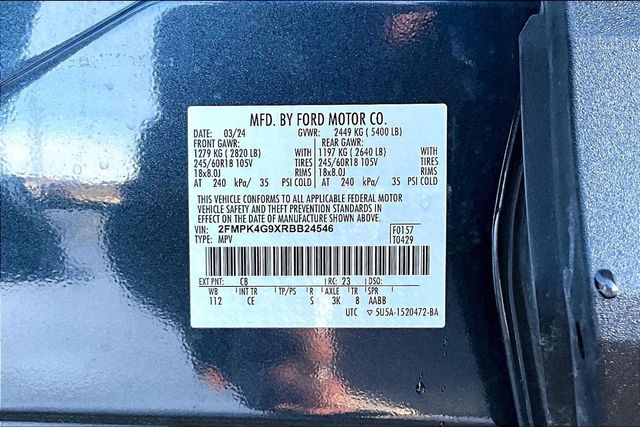 MFD. BY FORD MOTOR CO.
DATE: 03/24 GVWR: 2449 KG ( 5400 LB)
FRONT GAWR: REAR GAWR:
1279 KG ( 2820 LB) WITH 1197 KG ( 2640 LB) WITH
245/60R18 105V TIRES 245/60R18 105V TIRES
18x8.0J RIMS 18x8.0J RIMS
AT 240 kPa/ 35 PSI COLD AT 240 kPa/ 35 PSI COLD
THIS VEHICLE CONFORMS TO ALL APPLICABLE FEDERAL MOTOR
VEHICLE SAFETY AND THEFT PREVENTION STANDARDS IN
EFFECT ON THE DATE OF MANUFACTURE SHOWN ABOVE.
VIN: 2FMPK4G9XRBB24546 F0157
TYPE: MPV T0429
EXT PNT: C8 RC: 23 DSO:
WB INT TR TP/PS R AXLE TR SPR
112 CE S 3K 8 AABB
UTC ▽ 5U5A-1520472-BA